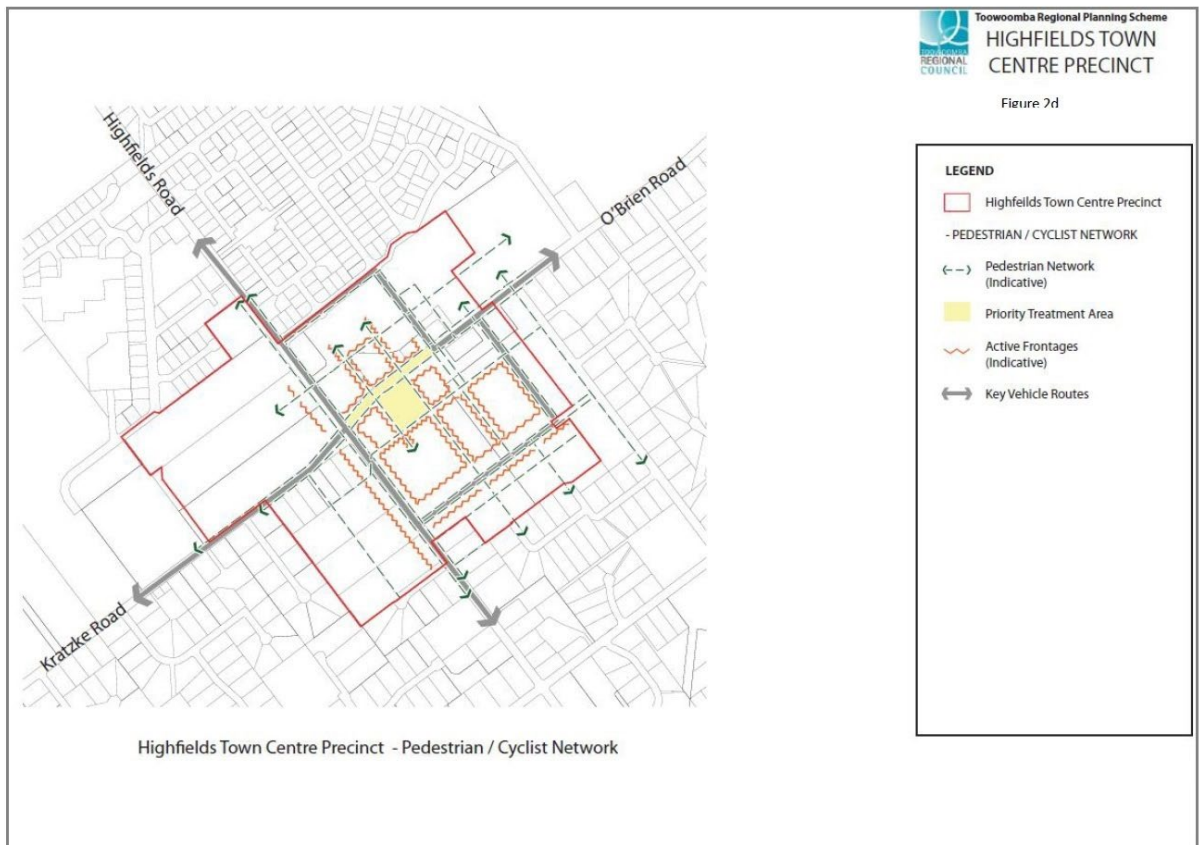 Toowoomba Regional Planning Scheme
HIGHFIELDS TOWN
CENTRE PRECINCT
TOOWOOMBA
REGIONAL
COUNCIL
Figure 2d
Highfields Road
O'Brien Road
Kratzke Road
LEGEND
Highfeilds Town Centre Precinct
- PEDESTRIAN / CYCLIST NETWORK
Pedestrian Network
(Indicative)
Priority Treatment Area
Active Frontages
(Indicative)
Key Vehicle Routes
Highfields Town Centre Precinct - Pedestrian / Cyclist Network